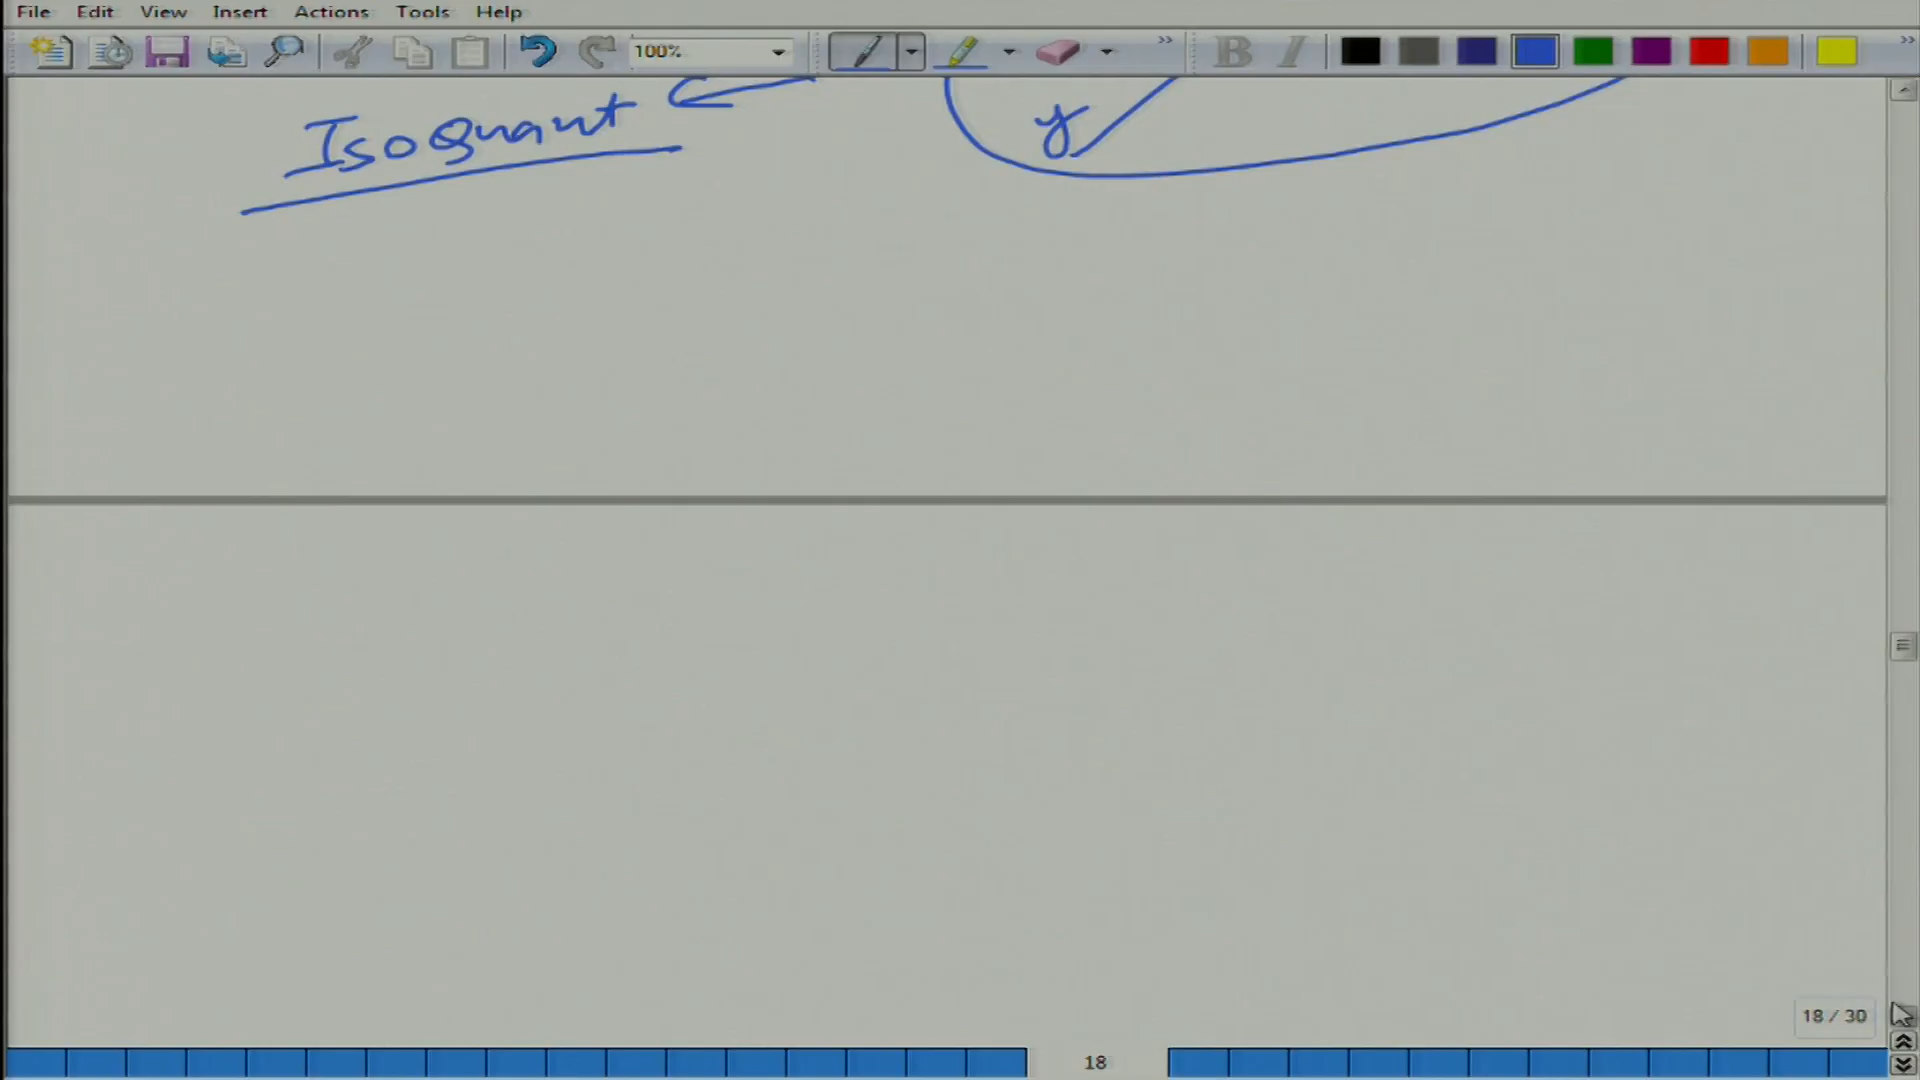 File Edit View Insert Actions Tools Help
100% B I
IsoQuant
y
18 / 30
18